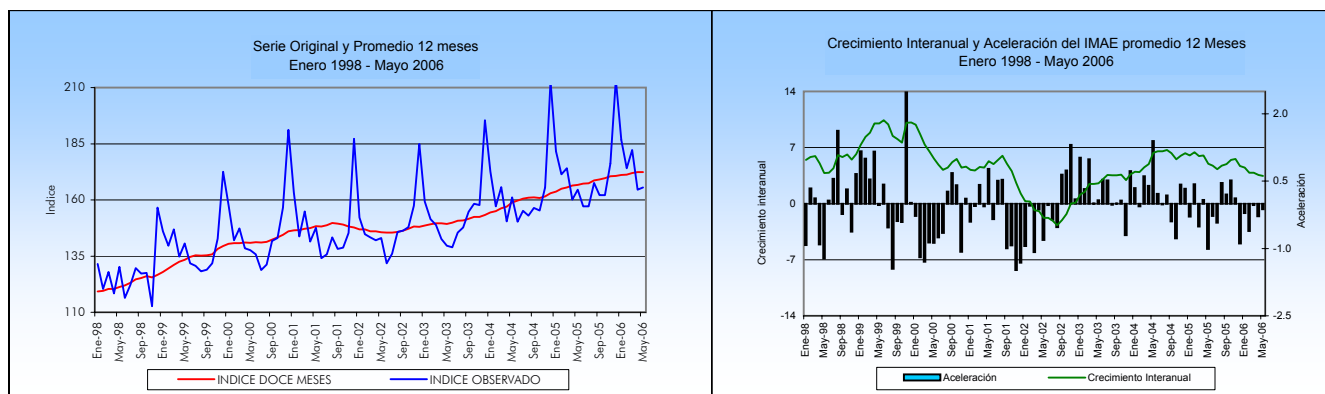 Serie Original y Promedio 12 meses
Enero 1998 - Mayo 2006
210
185
160
135
110
Indice
Ene-98
May-98
Sep-98
Ene-99
May-99
Sep-99
Ene-00
May-00
Sep-00
Ene-01
May-01
Sep-01
Ene-02
May-02
Sep-02
Ene-03
May-03
Sep-03
Ene-04
May-04
Sep-04
Ene-05
May-05
Sep-05
Ene-06
May-06
INDICE DOCE MESES
INDICE OBSERVADO
Crecimiento Interanual y Aceleración del IMAE promedio 12 Meses
Enero 1998 - Mayo 2006
14
7
0
-7
-14
Crecimiento interanual
2.0
0.5
-1.0
-2.5
Aceleración
Ene-98
May-98
Sep-98
Ene-99
May-99
Sep-99
Ene-00
May-00
Sep-00
Ene-01
May-01
Sep-01
Ene-02
May-02
Sep-02
Ene-03
May-03
Sep-03
Ene-04
May-04
Sep-04
Ene-05
May-05
Sep-05
Ene-06
May-06
Aceleración
Crecimiento Interanual